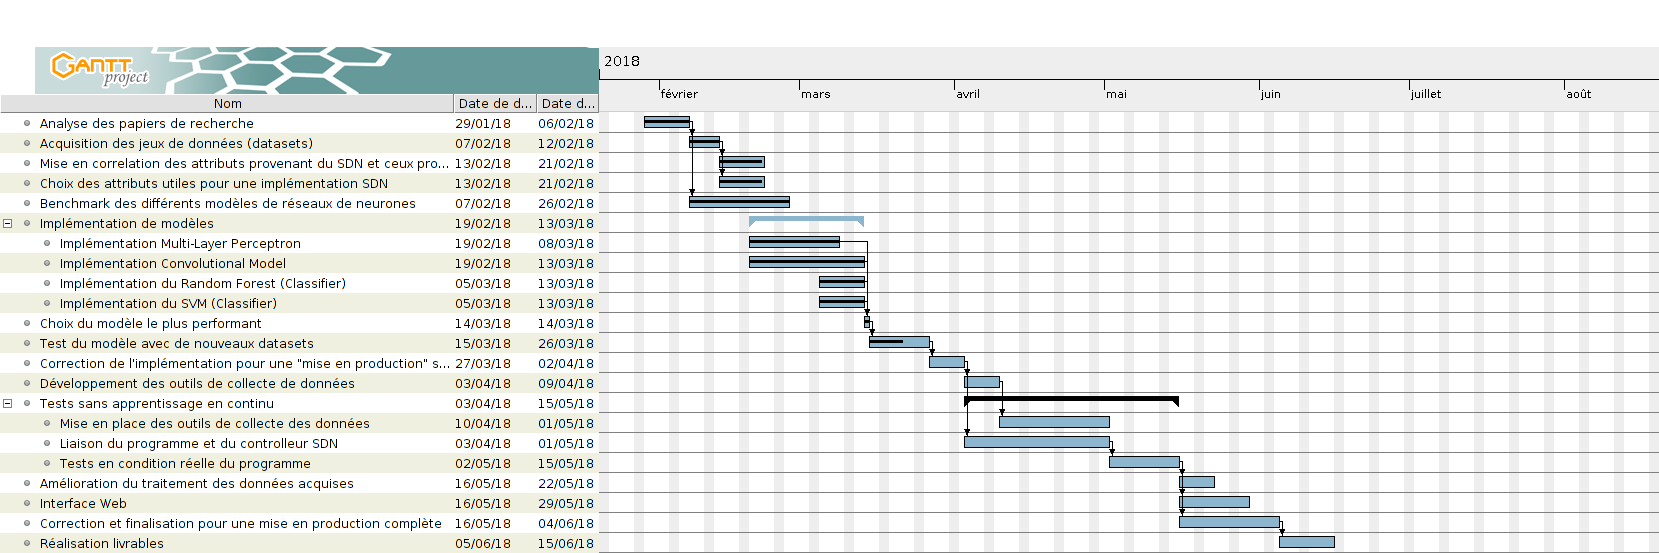 GANTT
project
2018
février mars avril mai juin juillet août
Nom Date de d... Date d...
Analyse des papiers de recherche 29/01/18 06/02/18
Acquisition des jeux de données (datasets) 07/02/18 12/02/18
Mise en correlation des attributs provenant du SDN et ceux pro... 13/02/18 21/02/18
Choix des attributs utiles pour une implémentation SDN 13/02/18 21/02/18
Benchmark des différents modèles de réseaux de neurones 07/02/18 26/02/18
Implémentation de modèles 19/02/18 13/03/18
Implémentation Multi-Layer Perceptron 19/02/18 08/03/18
Implémentation Convolutional Model 19/02/18 13/03/18
Implémentation du Random Forest (Classifier) 05/03/18 13/03/18
Implémentation du SVM (Classifier) 05/03/18 13/03/18
Choix du modèle le plus performant 14/03/18 14/03/18
Test du modèle avec de nouveaux datasets 15/03/18 26/03/18
Correction de l'implémentation pour une "mise en production" s... 27/03/18 02/04/18
Développement des outils de collecte de données 03/04/18 09/04/18
Tests sans apprentissage en continu 03/04/18 15/05/18
Mise en place des outils de collecte des données 10/04/18 01/05/18
Liaison du programme et du controlleur SDN 03/04/18 01/05/18
Tests en condition réelle du programme 02/05/18 15/05/18
Amélioration du traitement des données acquises 16/05/18 22/05/18
Interface Web 16/05/18 29/05/18
Correction et finalisation pour une mise en production complète 16/05/18 04/06/18
Réalisation livrables 05/06/18 15/06/18